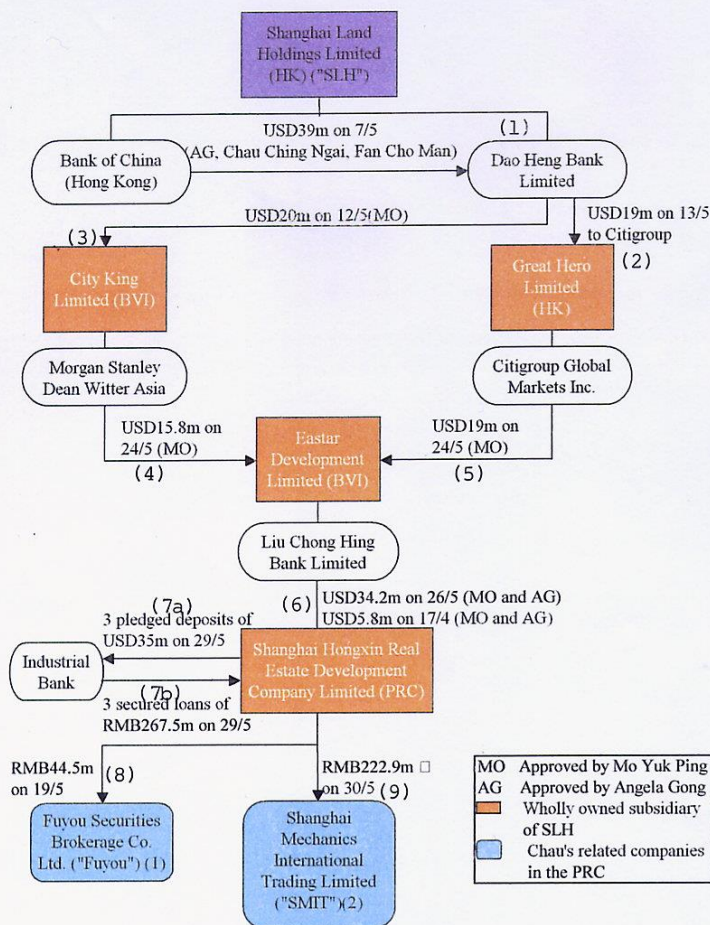 Shanghai Land
Holdings Limited
(HK) ("SLH")
USD39m on 7/5
(1)
(AG, Chau Ching Ngai, Fan Cho Man)
Bank of China
(Hong Kong)
Dao Heng Bank
Limited
USD20m on 12/5(MO)
USD19m on 13/5
to Citigroup
(3)
(2)
City King
Limited (BVI)
Great Hero
Limited
(HK)
Morgan Stanley
Dean Witter Asia
Citigroup Global
Markets Inc.
USD15.8m on
24/5 (MO)
(4)
Eastar
Development
Limited (BVI)
USD19m on
24/5 (MO)
(5)
Liu Chong Hing
Bank Limited
(6)
USD34.2m on 26/5 (MO and AG)
USD5.8m on 17/4 (MO and AG)
(7a)
3 pledged deposits of
USD35m on 29/5
Industrial
Bank
Shanghai Hongxin Real
Estate Development
Company Limited (PRC)
(7b)
3 secured loans of
RMB267.5m on 29/5
RMB44.5m
on 19/5
(8)
RMB222.9m □
on 30/5
(9)
Fuyou Securities
Brokerage Co.
Ltd. ("Fuyou") (1)
Shanghai
Mechanics
International
Trading Limited
("SMIT")(2)
MO Approved by Mo Yuk Ping
AG Approved by Angela Gong
Wholly owned subsidiary
of SLH
Chau's related companies
in the PRC